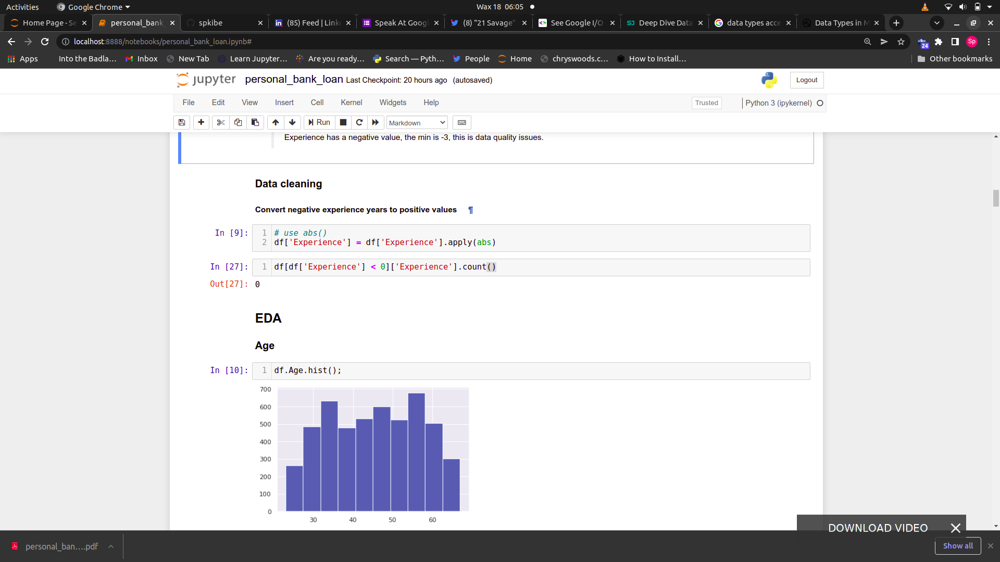 Activities Google Chrome Wax 18 06:05
Home Page - Se personal_bank_ spkibe (85) Feed | Linke Speak At Googl (8) "21 Savage" See Google I/O Deep Dive Data data types acce Data Types in M
localhost:8888/notebooks/personal_bank_loan.ipynb# 24 Sp
Apps Into the Badla... Inbox New Tab Learn Jupyter... Are you ready... Search — Pyth... People Home chryswoods.c... How to Install... Other bookmarks
jupyter personal_bank_loan Last Checkpoint: 20 hours ago (autosaved) Logout
File Edit View Insert Cell Kernel Widgets Help Trusted Python 3 (ipykernel)
Run Markdown
Experience has a negative value, the min is -3, this is data quality issues.
Data cleaning
Convert negative experience years to positive values ¶
In [9]: 1 # use abs()
2 df['Experience'] = df['Experience'].apply(abs)
In [27]: 1 df[df['Experience'] < 0]['Experience'].count()
Out[27]: 0
EDA
Age
In [10]: 1 df.Age.hist();
700
600
500
400
300
200
100
0
30 40 50 60
DOWNLOAD VIDEO
personal_ban....pdf Show all